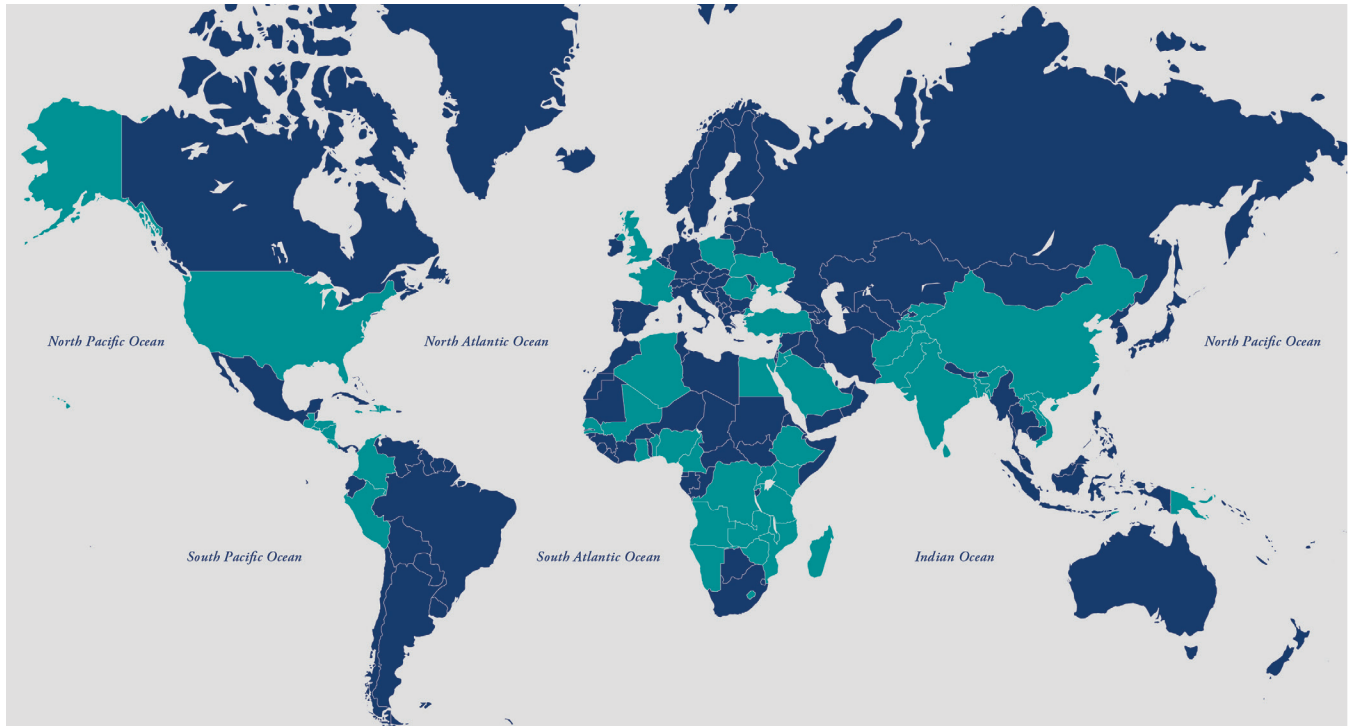 North Pacific Ocean
North Atlantic Ocean
North Pacific Ocean
South Pacific Ocean
South Atlantic Ocean
Indian Ocean